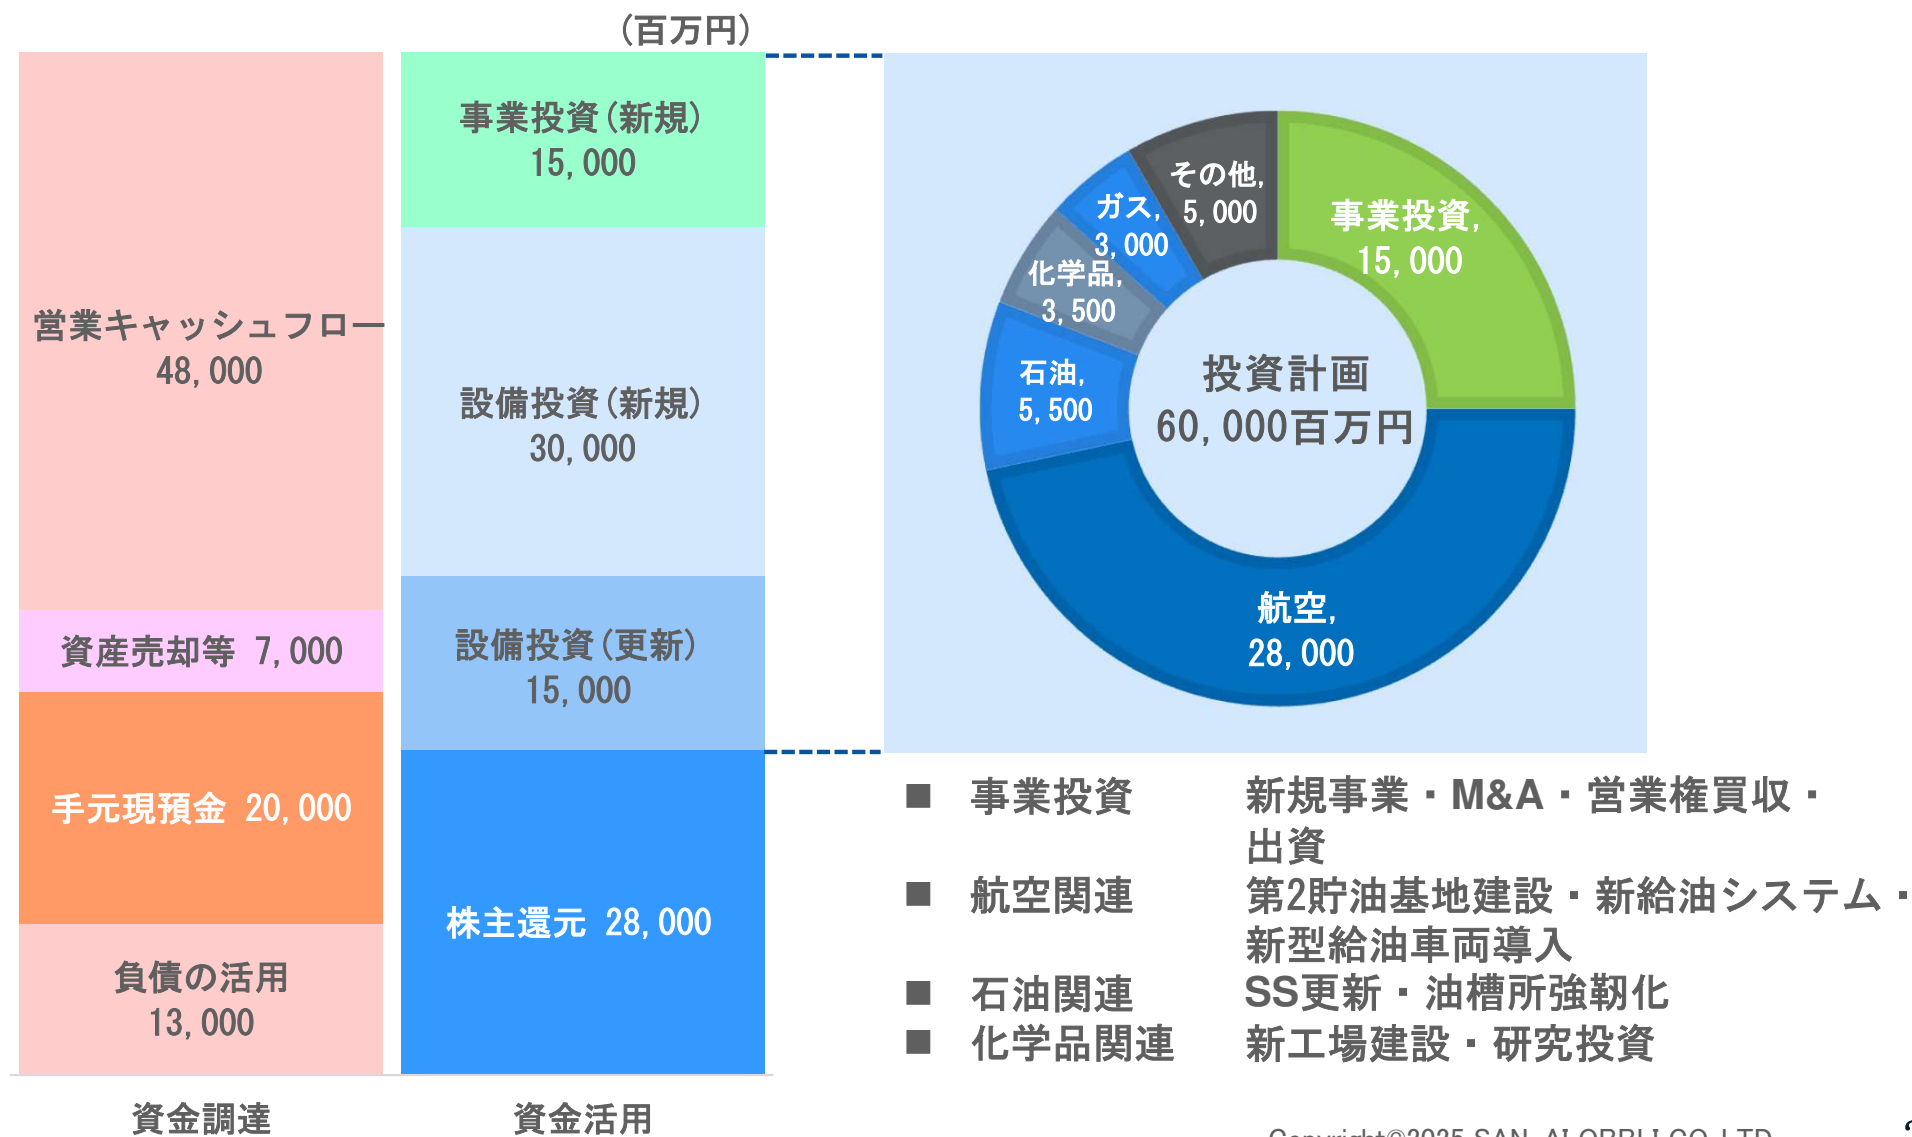 (百万円)
営業キャッシュフロー
48,000
資産売却等 7,000
手元現預金 20,000
負債の活用
13,000
資金調達
事業投資(新規)
15,000
設備投資(新規)
30,000
設備投資(更新)
15,000
株主還元 28,000
資金活用
事業投資,
15,000
航空,
28,000
石油,
5,500
化学品,
3,500
ガス,
3,000
その他,
5,000
投資計画
60,000百万円
■ 事業投資 新規事業・M&A・営業権買収・
出資
■ 航空関連 第2貯油基地建設・新給油システム・
新型給油車両導入
■ 石油関連 SS更新・油槽所強靭化
■ 化学品関連 新工場建設・研究投資
Copyright©2025 SAN-AI OBBLI CO.,LTD.